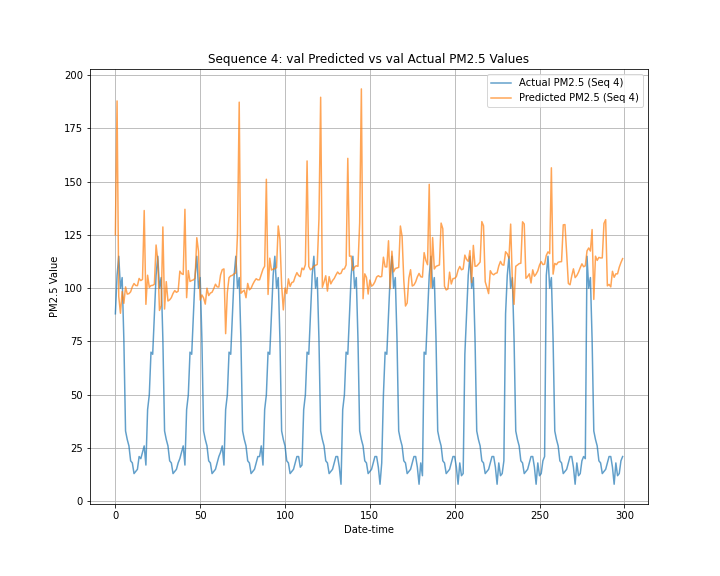 Sequence 4: val Predicted vs val Actual PM2.5 Values
Actual PM2.5 (Seq 4)
Predicted PM2.5 (Seq 4)
200
175
150
125
100
75
50
25
0
PM2.5 Value
0 50 100 150 200 250 300
Date-time